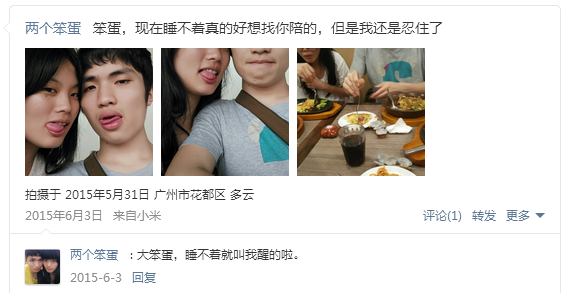 两个笨蛋 笨蛋，现在睡不着真的好想找你陪的，但是我还是忍住了
拍摄于 2015年5月31日 广州市花都区 多云
2015年6月3日 来自小米 评论(1) 转发 更多
两个笨蛋 ：大笨蛋，睡不着就叫我醒的啦。
2015-6-3 回复